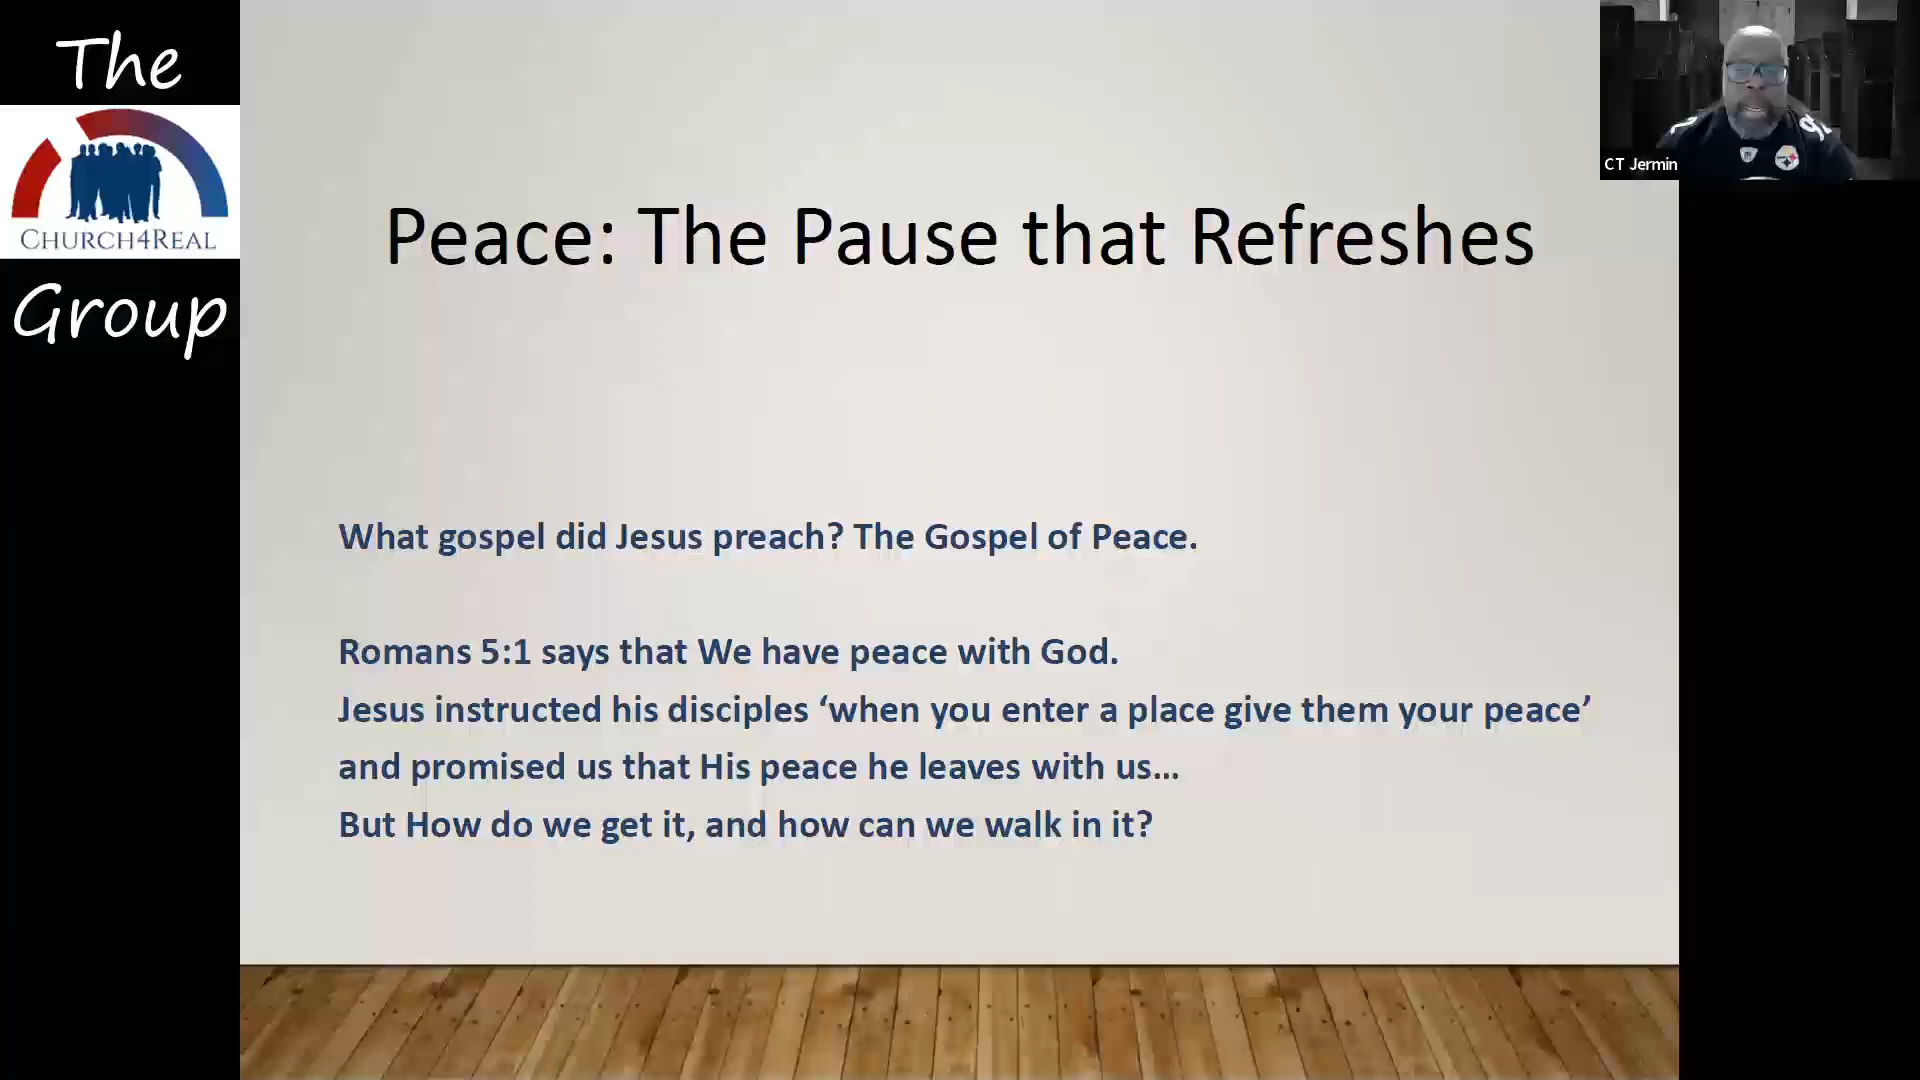 The
CHURCH4REAL
Group
CT Jermin
Peace: The Pause that Refreshes
What gospel did Jesus preach? The Gospel of Peace.
Romans 5:1 says that We have peace with God.
Jesus instructed his disciples ‘when you enter a place give them your peace’
and promised us that His peace he leaves with us...
But How do we get it, and how can we walk in it?